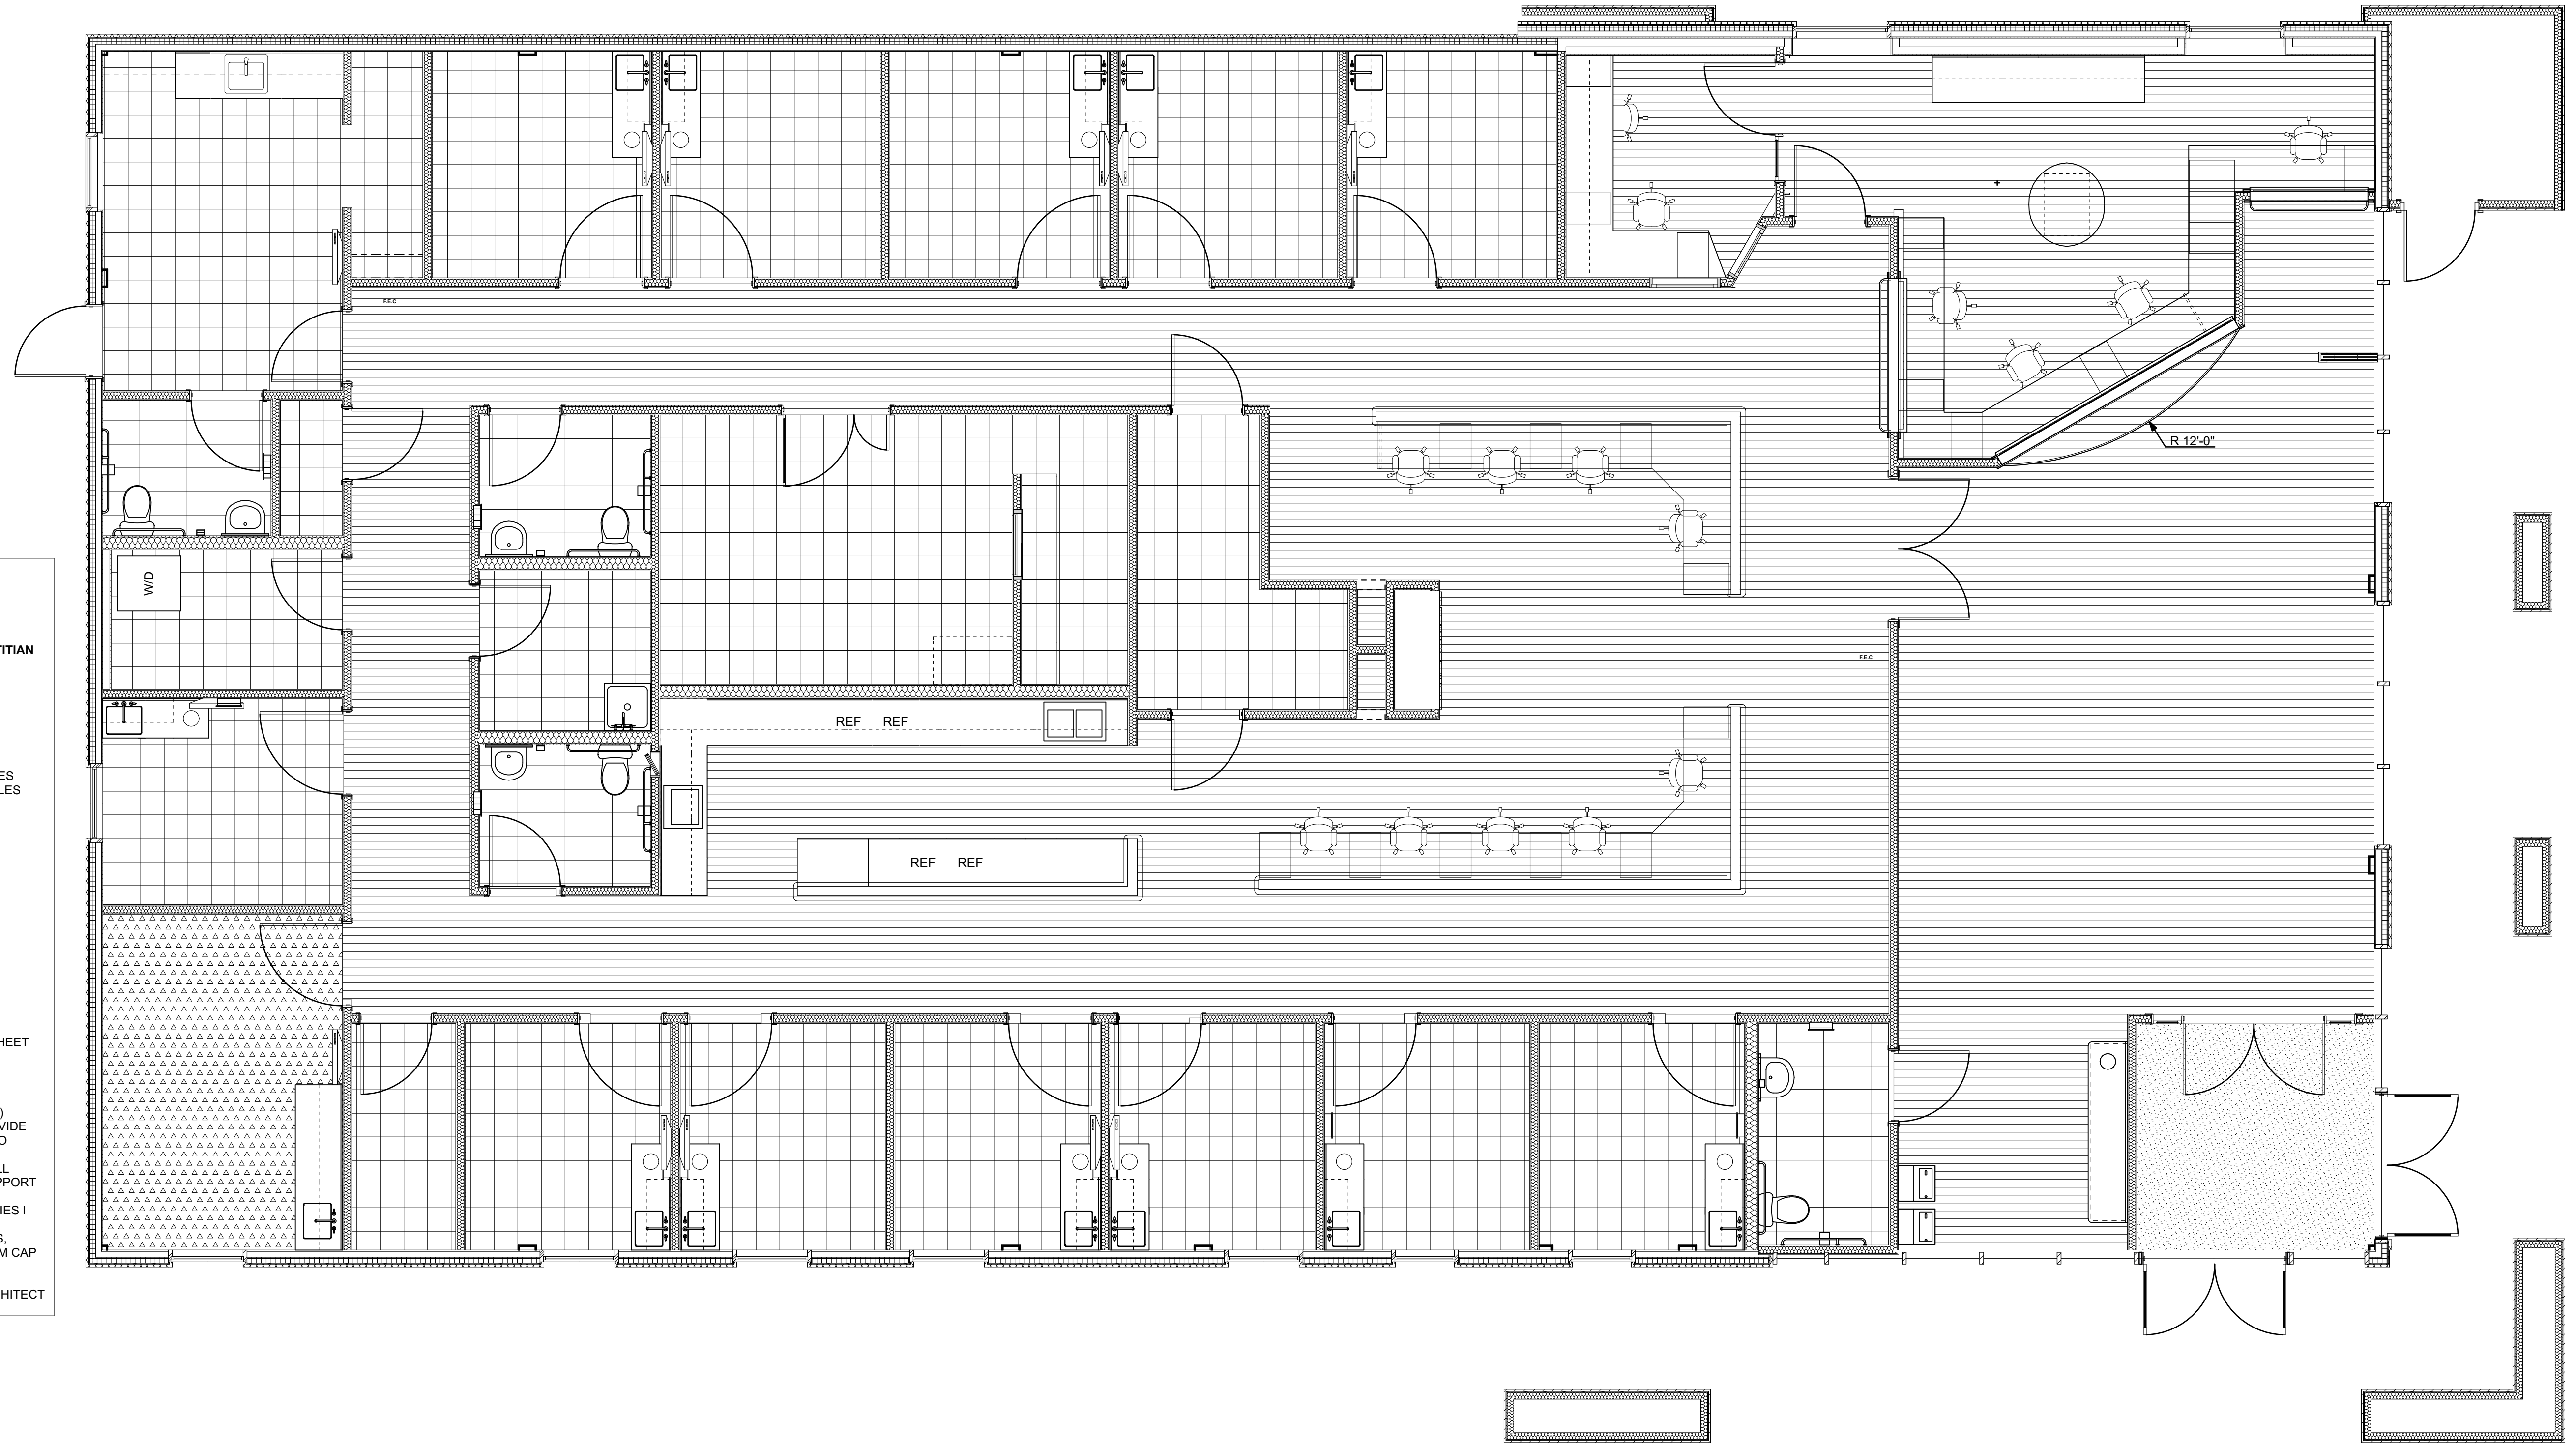 TITIAN
ES
LES
HEET
)
VIDE
O
LL
PPORT
IES I
S,
M CAP
HITECT
F.E.C
W/D
REF REF
REF REF
R 12'-0"
F.E.C